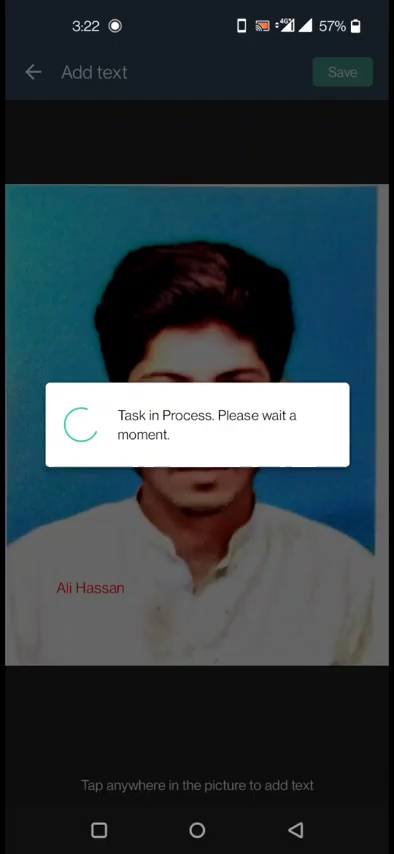 3:22 4G 57%
Add text
Save
Task in Process. Please wait a
moment.
Ali Hassan
Tap anywhere in the picture to add text